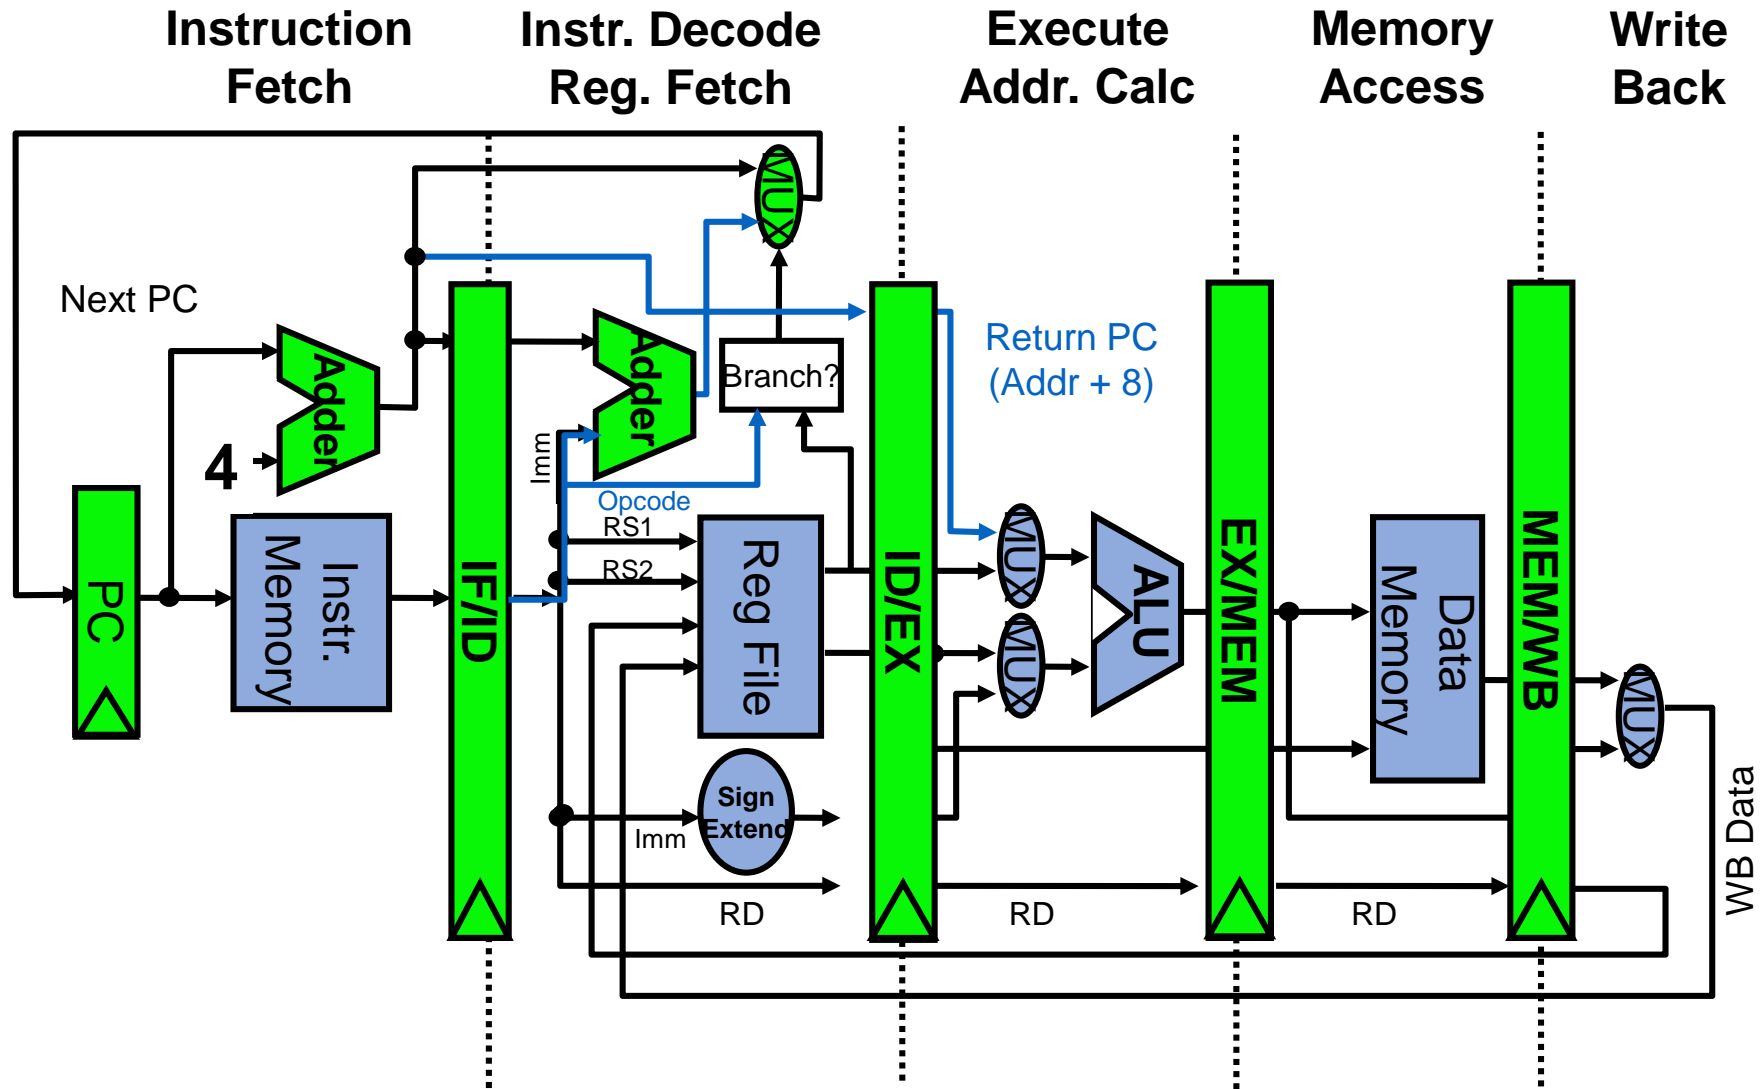 Instruction
Fetch
Instr. Decode
Reg. Fetch
Execute
Addr. Calc
Memory
Access
Write
Back
MUX
Next PC
Adder
4
Adder
Branch?
Return PC
(Addr + 8)
Imm
Opcode
RS1
RS2
PC
Instr.
Memory
IF/ID
Reg File
ID/EX
MUX
MUX
ALU
EX/MEM
Data
Memory
MEM/WB
MUX
Sign
Extend
Imm
RD
RD
RD
WB Data